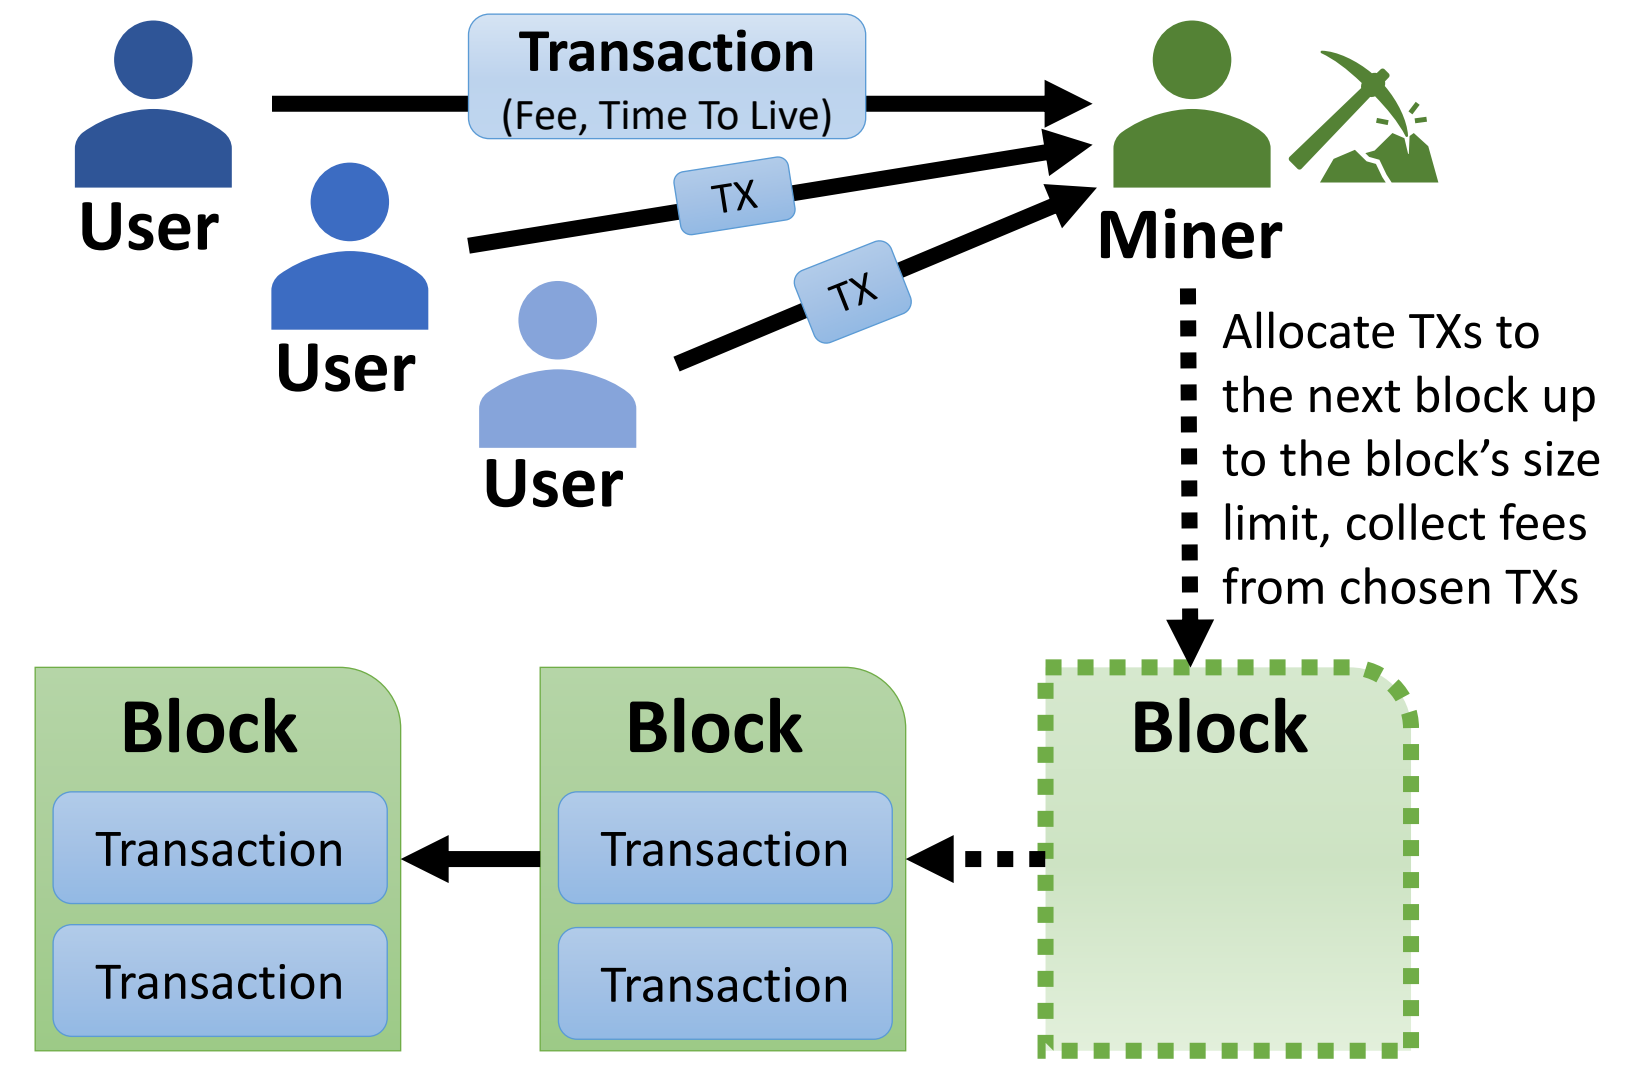 Transaction
(Fee, Time To Live)
User
TX
Miner
User
TX
User
Allocate TXs to
the next block up
to the block’s size
limit, collect fees
from chosen TXs
Block
Transaction
Transaction
Block
Transaction
Transaction
Block